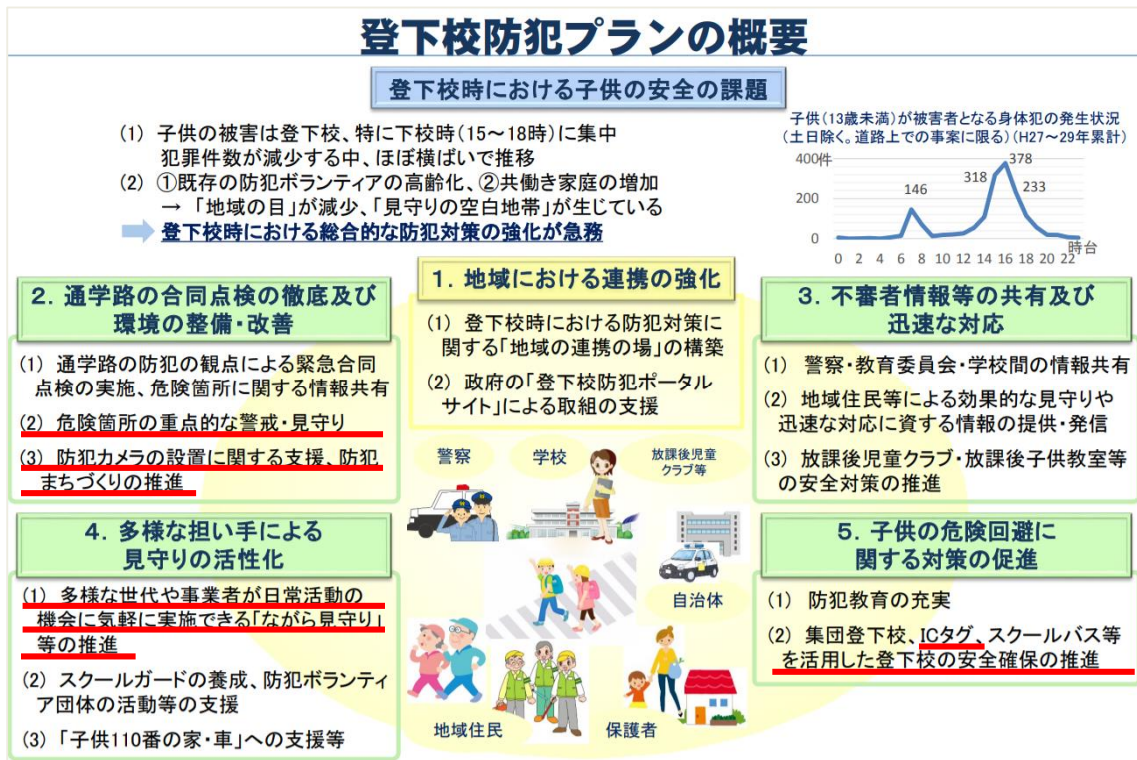 登下校防犯プランの概要
登下校時における子供の安全の課題
(1) 子供の被害は登下校、特に下校時(15～18時)に集中
犯罪件数が減少する中、ほぼ横ばいで推移
(2) ①既存の防犯ボランティアの高齢化、②共働き家庭の増加
→ 「地域の目」が減少、「見守りの空白地帯」が生じている
登下校時における総合的な防犯対策の強化が急務
子供(13歳未満)が被害者となる身体犯の発生状況
(土日除く。道路上での事案に限る)(H27～29年累計)
400件
200
0
146
318
378
233
0 2 4 6 8 10 12 14 16 18 20 22
時台
1. 地域における連携の強化
(1) 登下校時における防犯対策に
関する「地域の連携の場」の構築
(2) 政府の「登下校防犯ポータル
サイト」による取組の支援
2. 通学路の合同点検の徹底及び
環境の整備・改善
(1) 通学路の防犯の観点による緊急合同
点検の実施、危険箇所に関する情報共有
(2) 危険箇所の重点的な警戒・見守り
(3) 防犯カメラの設置に関する支援、防犯
まちづくりの推進
3. 不審者情報等の共有及び
迅速な対応
(1) 警察・教育委員会・学校間の情報共有
(2) 地域住民等による効果的な見守りや
迅速な対応に資する情報の提供・発信
(3) 放課後児童クラブ・放課後子供教室等
の安全対策の推進
4. 多様な担い手による
見守りの活性化
(1) 多様な世代や事業者が日常活動の
機会に気軽に実施できる「ながら見守り」
等の推進
(2) スクールガードの養成、防犯ボランティ
ア団体の活動等の支援
(3) 「子供110番の家・車」への支援等
5. 子供の危険回避に
関する対策の促進
(1) 防犯教育の充実
(2) 集団登下校、ICタグ、スクールバス等
を活用した登下校の安全確保の推進
警察
学校
放課後児童
クラブ等
自治体
地域住民
保護者